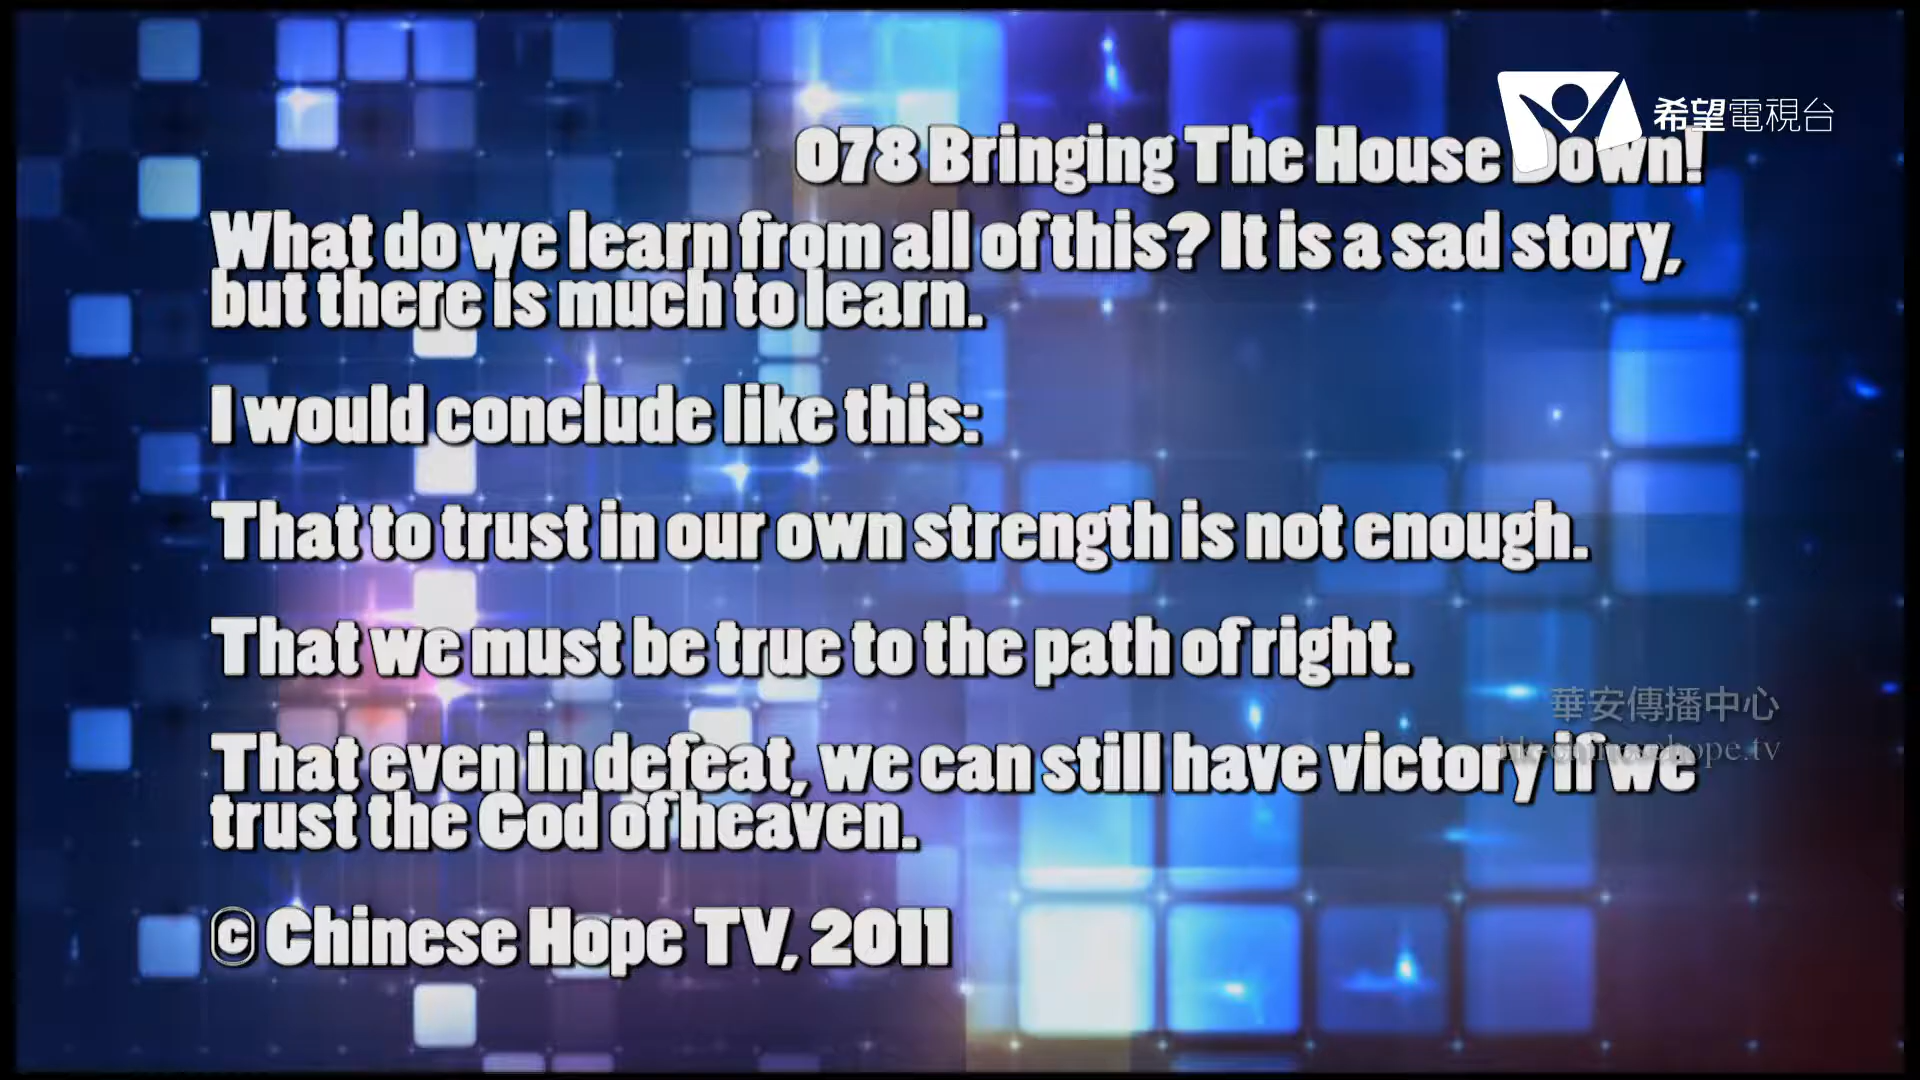 希望電視台
078 Bringing The House Down!
What do we learn from all of this? It is a sad story,
but there is much to learn.
I would conclude like this:
That to trust in our own strength is not enough.
That we must be true to the path of right.
華安傳播中心
hk.chinesehope.tv
That even in defeat, we can still have victory if we
trust the God of heaven.
© Chinese Hope TV, 2011